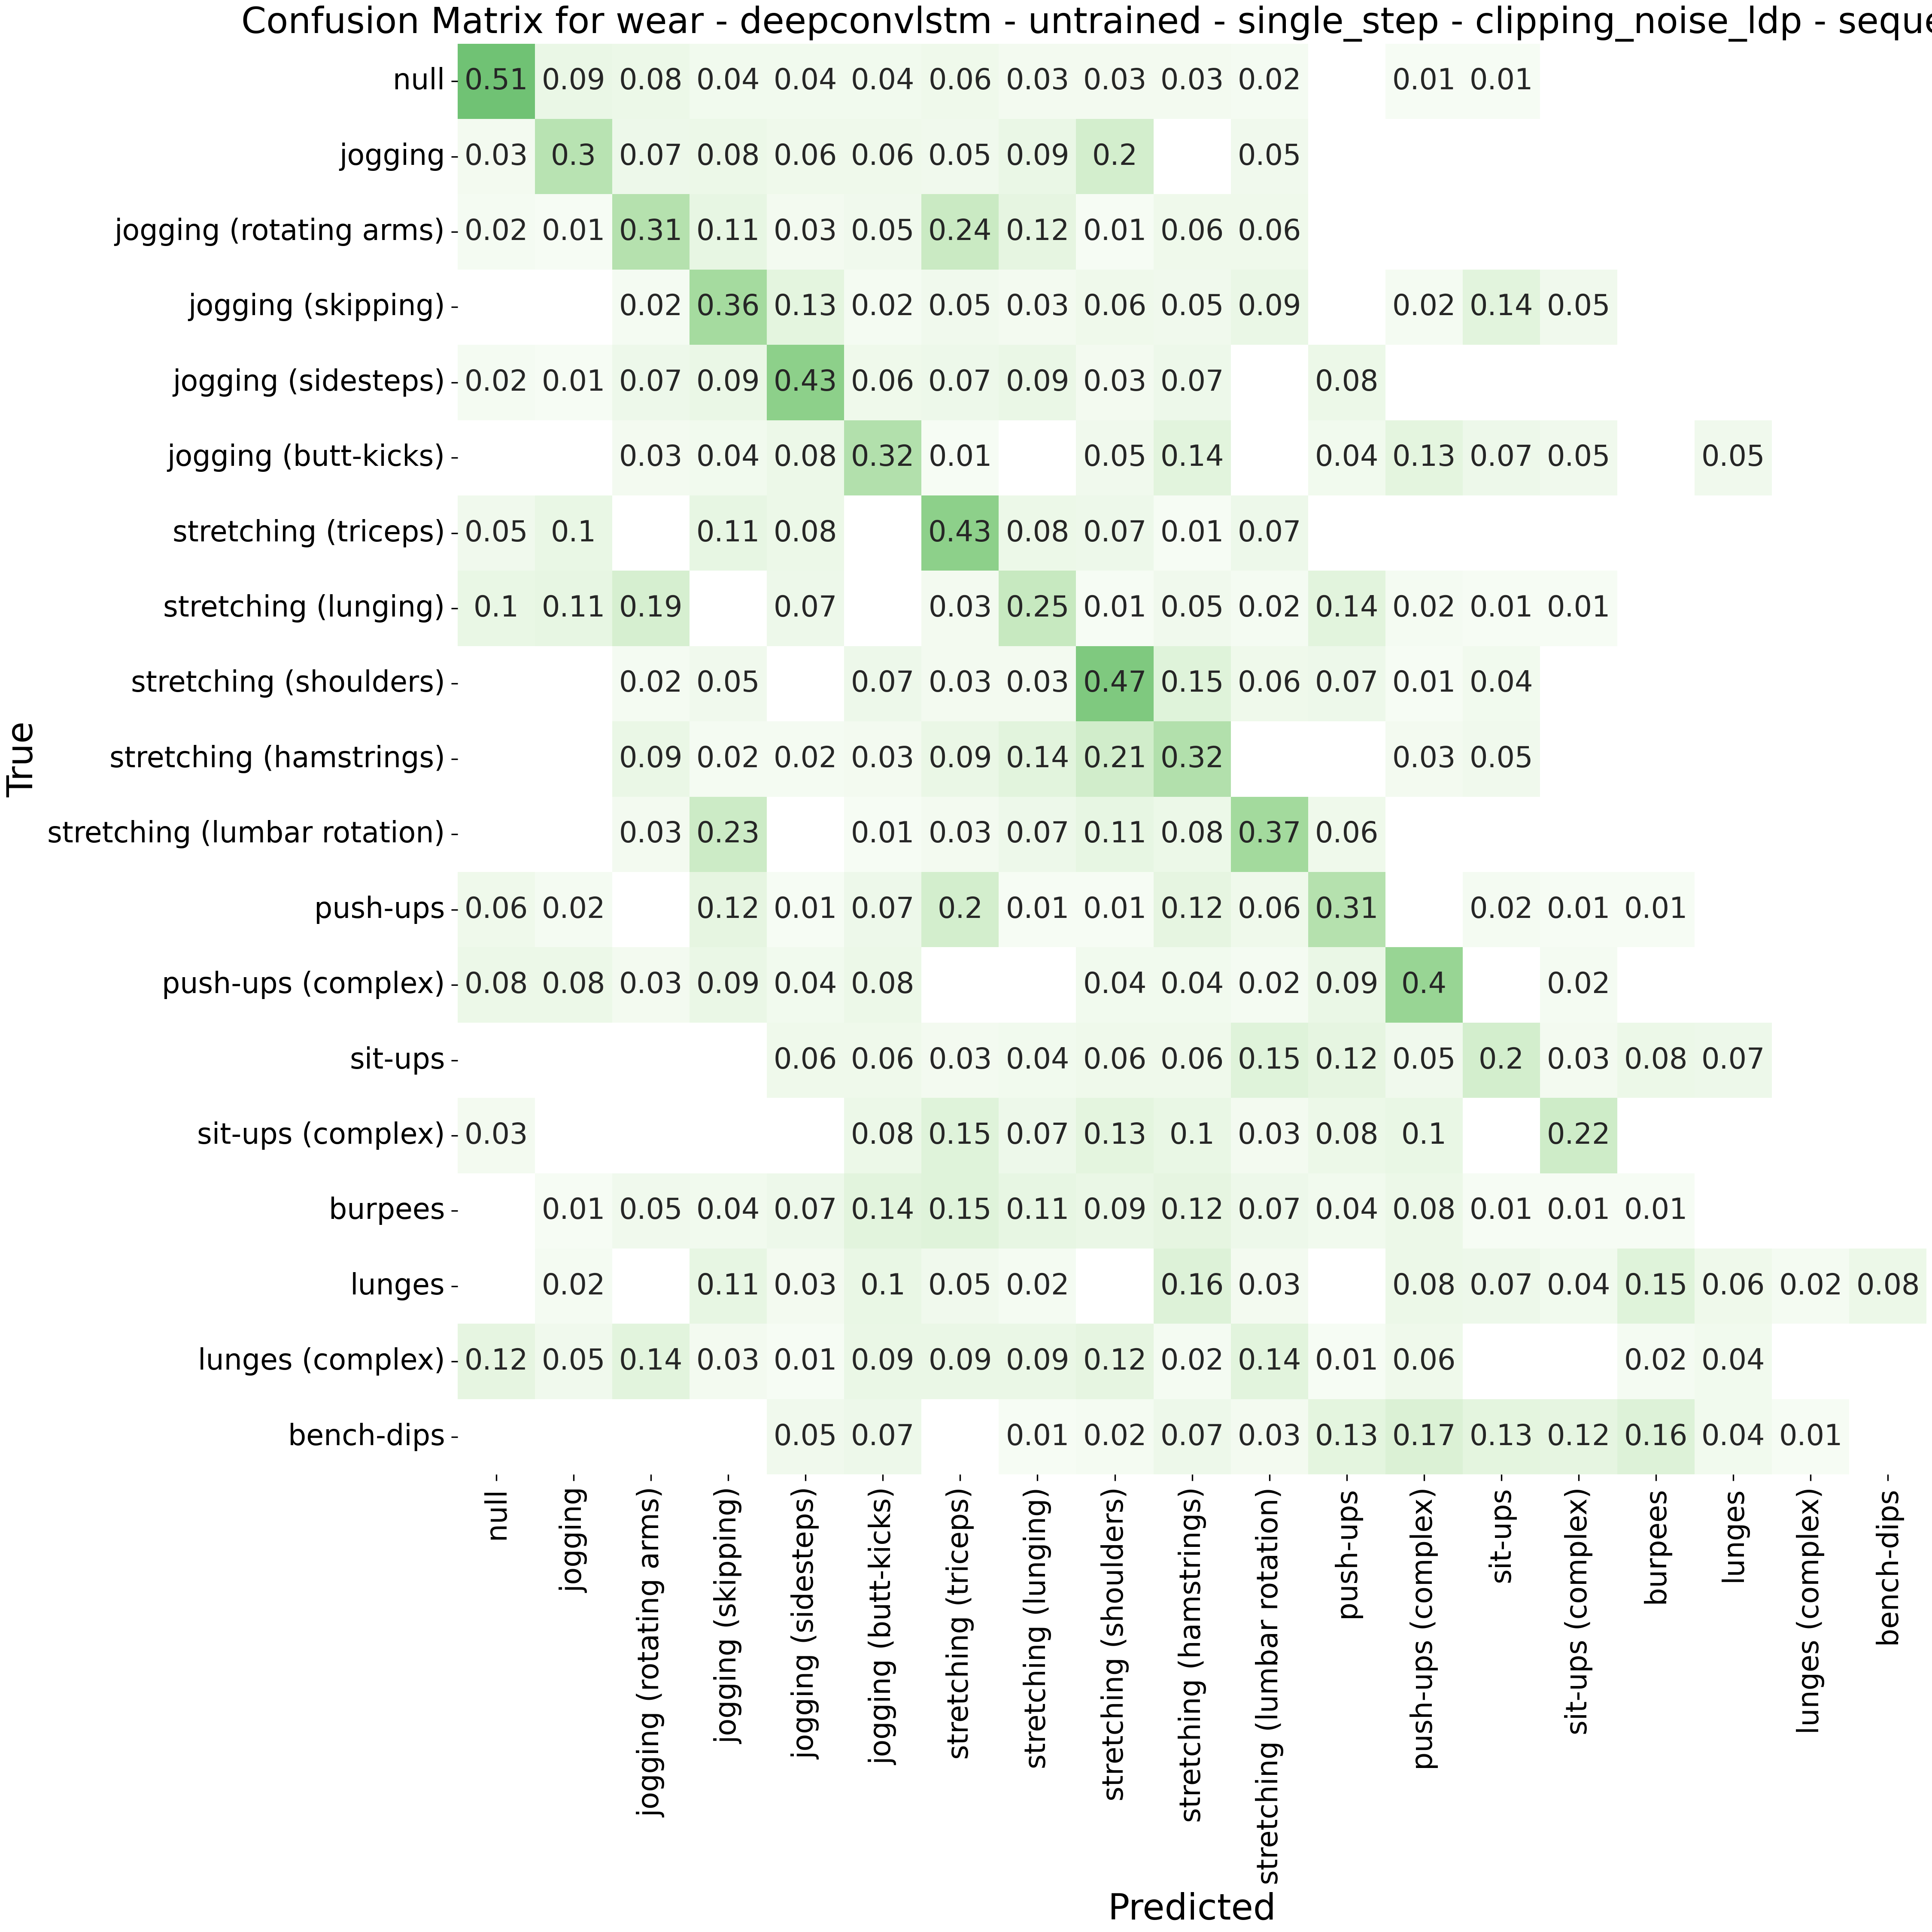 Confusion Matrix for wear - deepconvlstm - untrained - single_step - clipping_noise_ldp - seque
null 0.51 0.09 0.08 0.04 0.04 0.04 0.06 0.03 0.03 0.03 0.02 0.01 0.01
jogging 0.03 0.3 0.07 0.08 0.06 0.06 0.05 0.09 0.2 0.05
jogging (rotating arms) 0.02 0.01 0.31 0.11 0.03 0.05 0.24 0.12 0.01 0.06 0.06
jogging (skipping) 0.02 0.36 0.13 0.02 0.05 0.03 0.06 0.05 0.09 0.02 0.14 0.05
jogging (sidesteps) 0.02 0.01 0.07 0.09 0.43 0.06 0.07 0.09 0.03 0.07 0.08
jogging (butt-kicks) 0.03 0.04 0.08 0.32 0.01 0.05 0.14 0.04 0.13 0.07 0.05 0.05
stretching (triceps) 0.05 0.1 0.11 0.08 0.43 0.08 0.07 0.01 0.07
stretching (lunging) 0.1 0.11 0.19 0.07 0.03 0.25 0.01 0.05 0.02 0.14 0.02 0.01 0.01
stretching (shoulders) 0.02 0.05 0.07 0.03 0.03 0.47 0.15 0.06 0.07 0.01 0.04
stretching (hamstrings) 0.09 0.02 0.02 0.03 0.09 0.14 0.21 0.32 0.03 0.05
stretching (lumbar rotation) 0.03 0.23 0.01 0.03 0.07 0.11 0.08 0.37 0.06
push-ups 0.06 0.02 0.12 0.01 0.07 0.2 0.01 0.01 0.12 0.06 0.31 0.02 0.01 0.01
push-ups (complex) 0.08 0.08 0.03 0.09 0.04 0.08 0.04 0.04 0.02 0.09 0.4 0.02
sit-ups 0.06 0.06 0.03 0.04 0.06 0.06 0.15 0.12 0.05 0.2 0.03 0.08 0.07
sit-ups (complex) 0.03 0.08 0.15 0.07 0.13 0.1 0.03 0.08 0.1 0.22
burpees 0.01 0.05 0.04 0.07 0.14 0.15 0.11 0.09 0.12 0.07 0.04 0.08 0.01 0.01 0.01
lunges 0.02 0.11 0.03 0.1 0.05 0.02 0.16 0.03 0.08 0.07 0.04 0.15 0.06 0.02 0.08
lunges (complex) 0.12 0.05 0.14 0.03 0.01 0.09 0.09 0.09 0.12 0.02 0.14 0.01 0.06 0.02 0.04
bench-dips 0.05 0.07 0.01 0.02 0.07 0.03 0.13 0.17 0.13 0.12 0.16 0.04 0.01
True
null
jogging
jogging (rotating arms)
jogging (skipping)
jogging (sidesteps)
jogging (butt-kicks)
stretching (triceps)
stretching (lunging)
stretching (shoulders)
stretching (hamstrings)
stretching (lumbar rotation)
push-ups
push-ups (complex)
sit-ups
sit-ups (complex)
burpees
lunges
lunges (complex)
bench-dips
Predicted